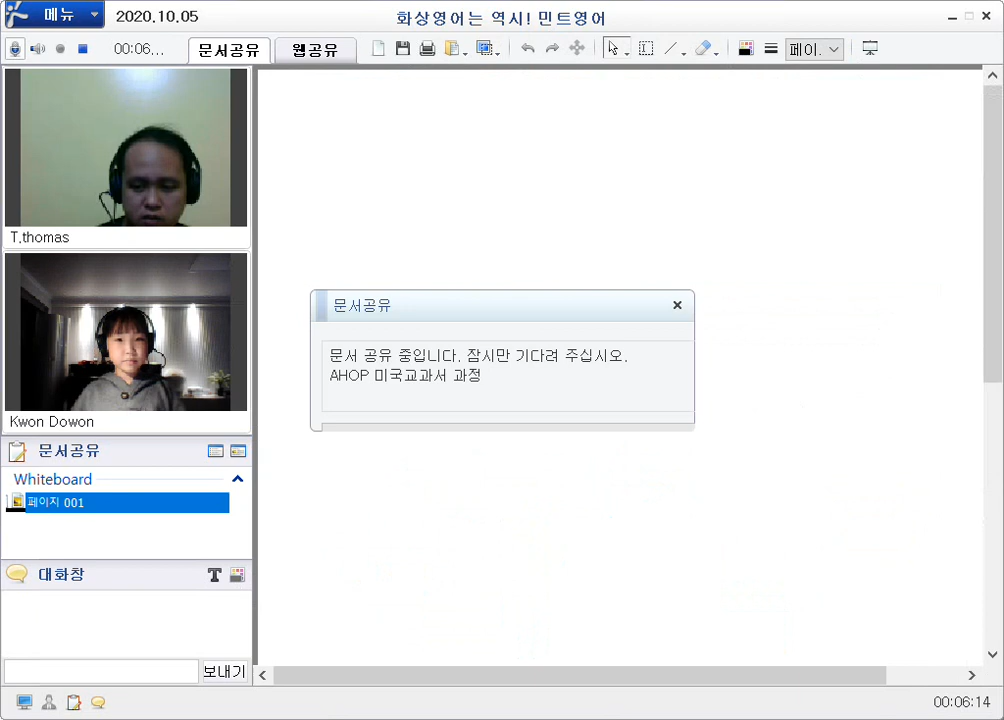 메뉴
2020.10.05
화상영어는 역시! 민트영어
00:06...
문서공유
웹공유
페이.
T.thomas
Kwon Dowon
문서공유
Whiteboard
페이지 001
대화창
보내기
문서공유
문서 공유 중입니다. 잠시만 기다려 주십시오.
AHOP 미국교과서 과정
00:06:14